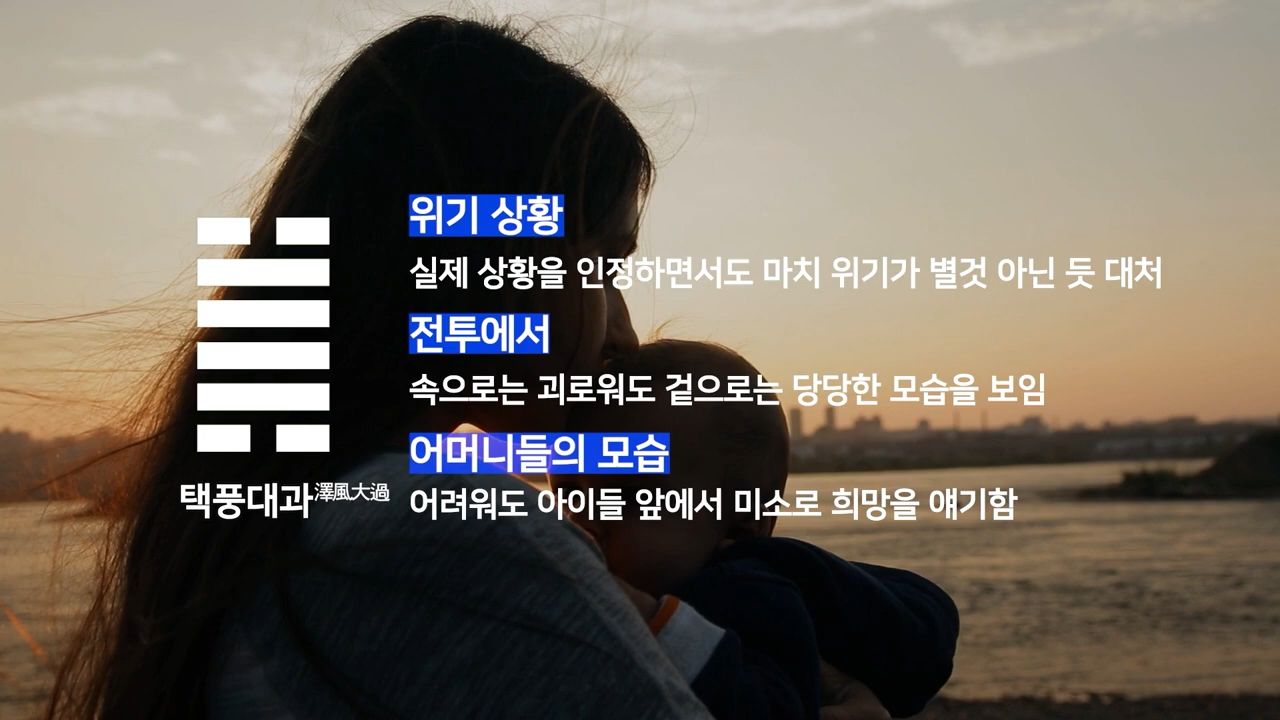 위기 상황
실제 상황을 인정하면서도 마치 위기가 별것 아닌 듯 대처
전투에서
속으로는 괴로워도 겉으로는 당당한 모습을 보임
어머니들의 모습
어려워도 아이들 앞에서 미소로 희망을 얘기함
택풍대과澤風大過